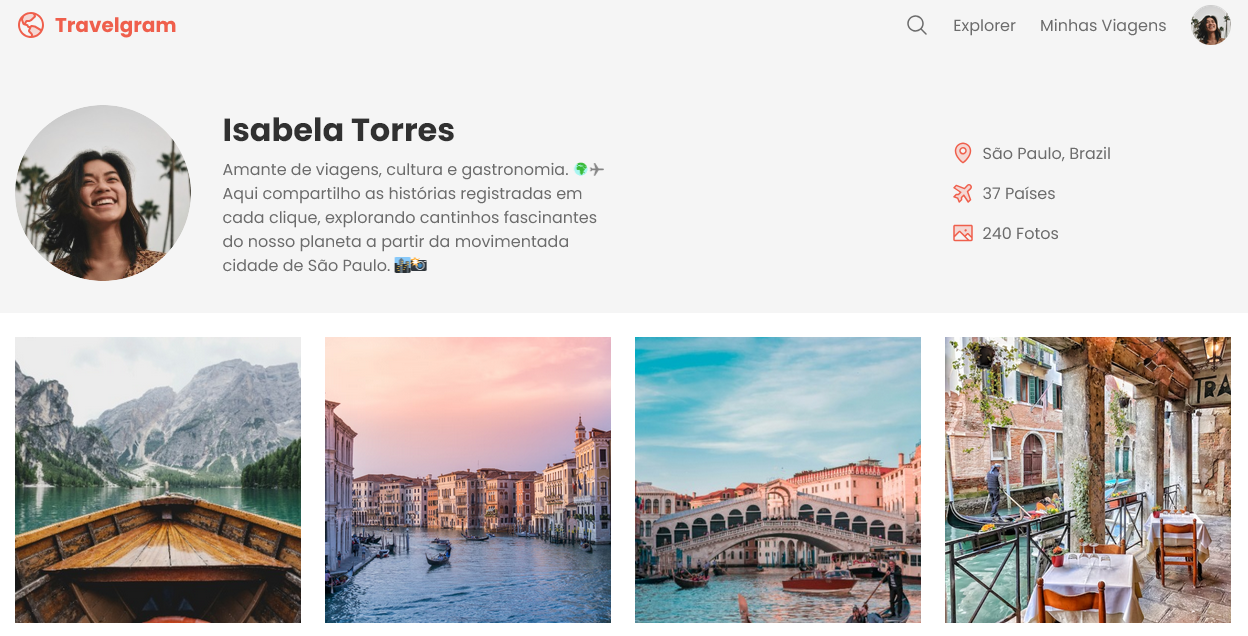 Travelgram
Explorer
Minhas Viagens
Isabela Torres
Amante de viagens, cultura e gastronomia. 🌍✈
Aqui compartilho as histórias registradas em
cada clique, explorando cantinhos fascinantes
do nosso planeta a partir da movimentada
cidade de São Paulo. 🏙️📸
São Paulo, Brazil
37 Países
240 Fotos
TRA